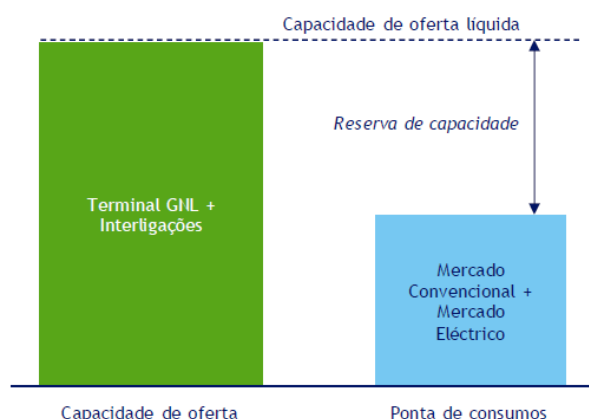 Capacidade de oferta líquida
Reserva de capacidade
Terminal GNL +
Interligações
Mercado
Convencional +
Mercado
Eléctrico
Capacidade de oferta
Ponta de consumos